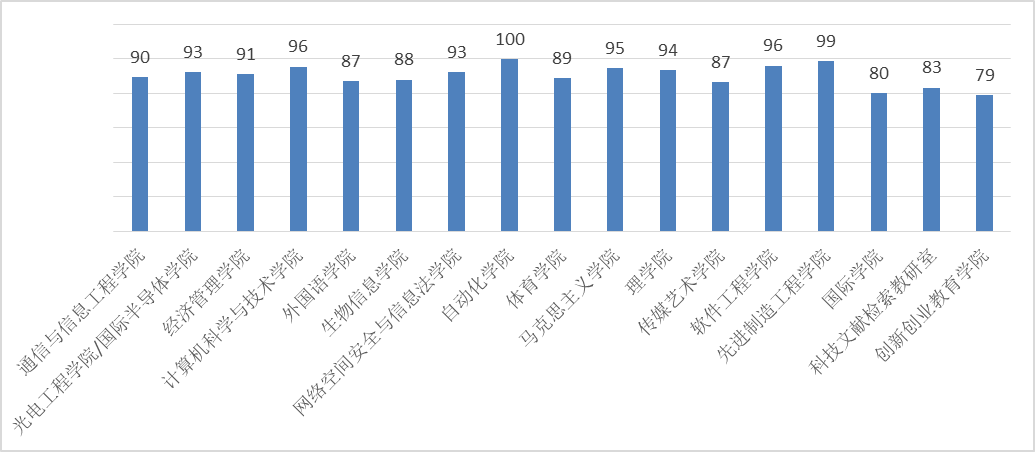 90
93
91
96
87
88
93
100
89
95
94
87
96
99
80
83
79
通信与信息工程学院
光电工程学院/国际半导体学院
经济管理学院
计算机科学与技术学院
外国语学院
生物信息学院
网络空间安全与信息法学院
自动化学院
体育学院
马克思主义学院
理学院
传媒艺术学院
软件工程学院
先进制造工程学院
国际学院
科技文献检索教研室
创新创业教育学院